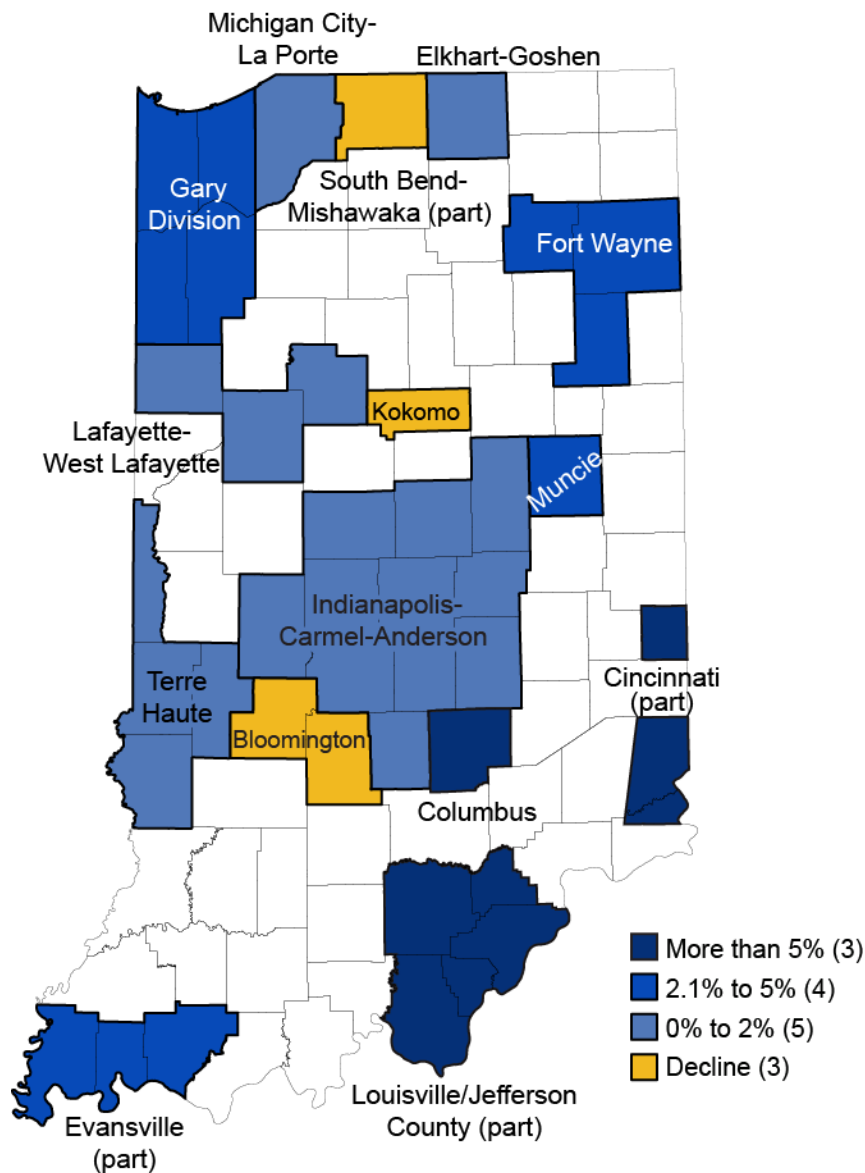 Michigan City-
La Porte
Elkhart-Goshen
Gary
Division
South Bend-
Mishawaka (part)
Fort Wayne
Kokomo
Lafayette-
West Lafayette
Muncie
Indianapolis-
Carmel-Anderson
Terre
Haute
Cincinnati
(part)
Bloomington
Columbus
More than 5% (3)
2.1% to 5% (4)
0% to 2% (5)
Decline (3)
Louisville/Jefferson
County (part)
Evansville
(part)